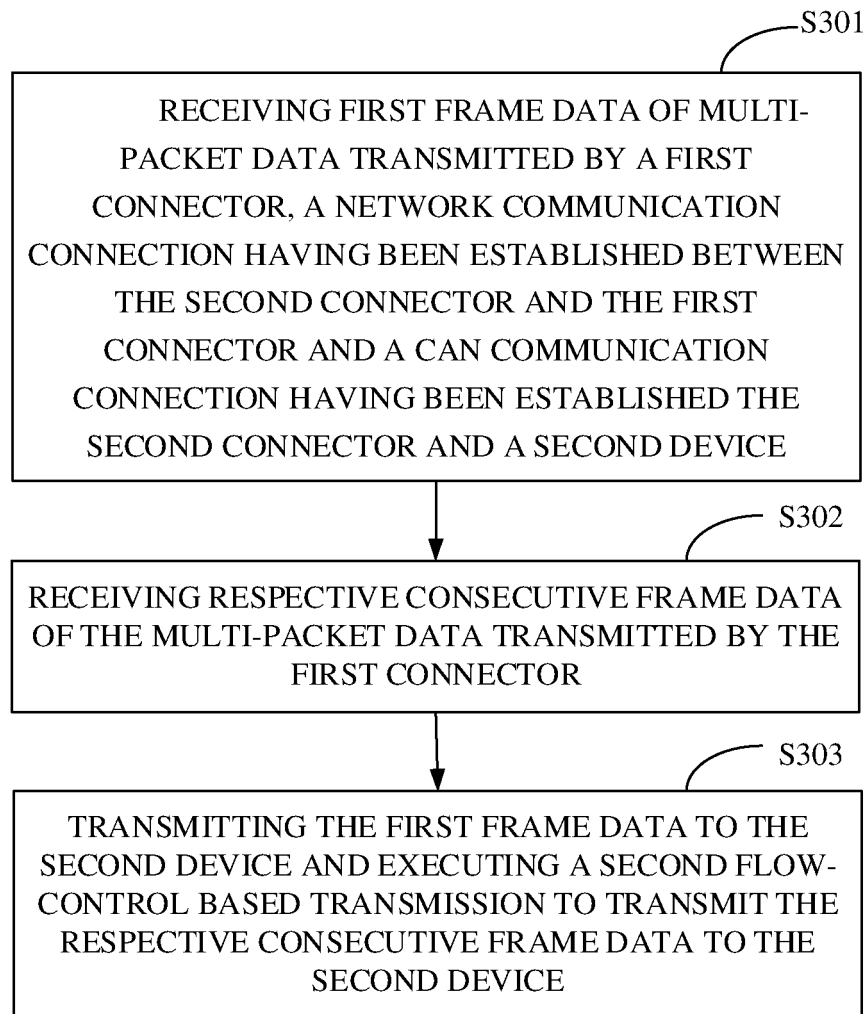 S301
RECEIVING FIRST FRAME DATA OF MULTI-
PACKET DATA TRANSMITTED BY A FIRST
CONNECTOR, A NETWORK COMMUNICATION
CONNECTION HAVING BEEN ESTABLISHED BETWEEN
THE SECOND CONNECTOR AND THE FIRST
CONNECTOR AND A CAN COMMUNICATION
CONNECTION HAVING BEEN ESTABLISHED THE
SECOND CONNECTOR AND A SECOND DEVICE
S302
RECEIVING RESPECTIVE CONSECUTIVE FRAME DATA
OF THE MULTI-PACKET DATA TRANSMITTED BY THE
FIRST CONNECTOR
S303
TRANSMITTING THE FIRST FRAME DATA TO THE
SECOND DEVICE AND EXECUTING A SECOND FLOW-
CONTROL BASED TRANSMISSION TO TRANSMIT THE
RESPECTIVE CONSECUTIVE FRAME DATA TO THE
SECOND DEVICE